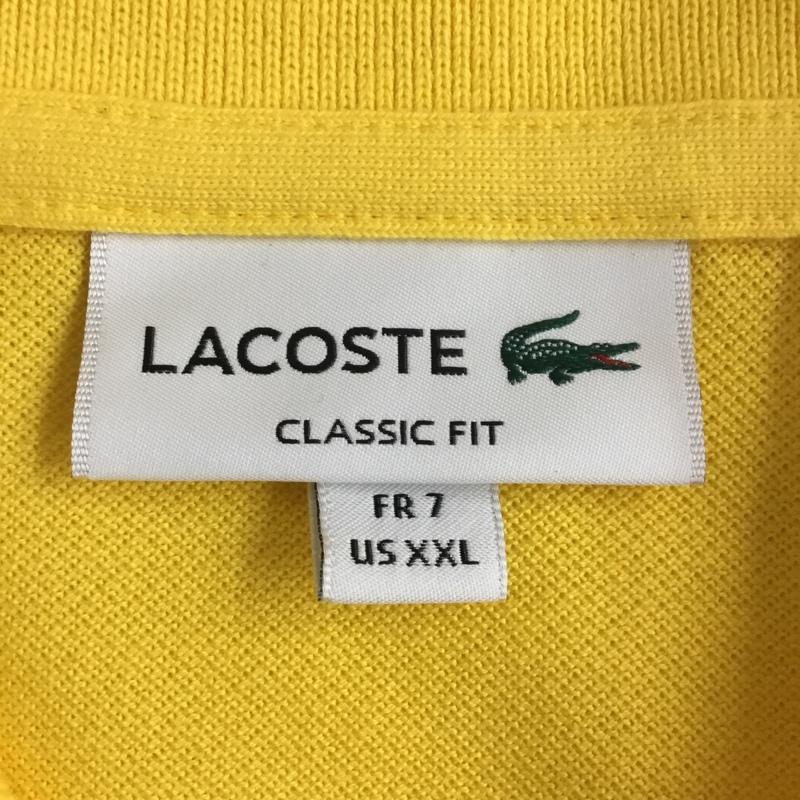 LACOSTE
CLASSIC FIT
FR 7
US XXL